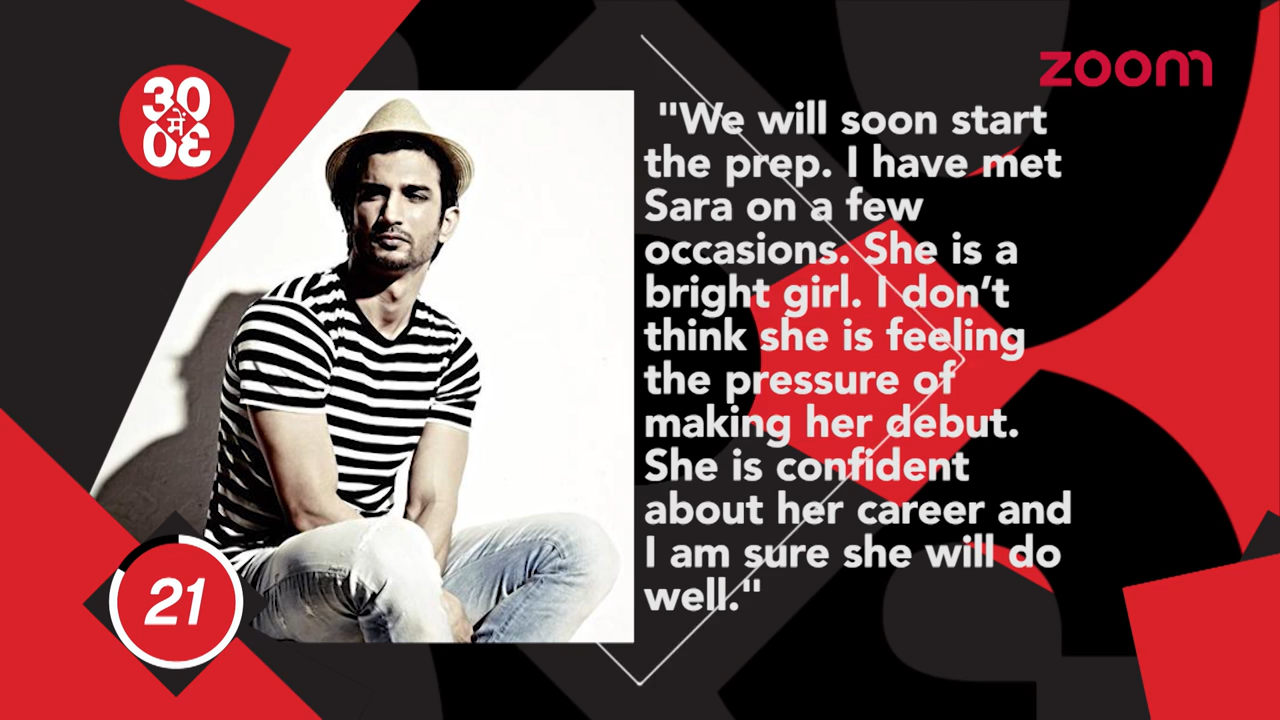 30
में
30
zoom
"We will soon start
the prep. I have met
Sara on a few
occasions. She is a
bright girl. I don’t
think she is feeling
the pressure of
making her debut.
She is confident
about her career and
I am sure she will do
well."
21